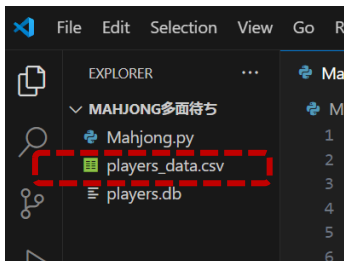 File Edit Selection View Go R
EXPLORER ... Ma
MAHJONG多面待ち M
Mahjong.py 1
players_data.csv 2
3
players.db 4
5
6